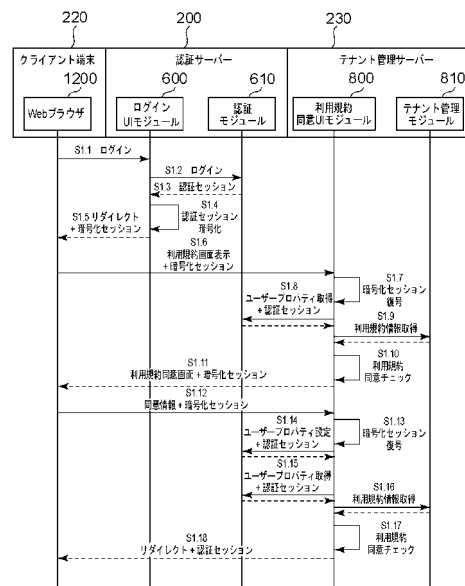 220
200
230
クライアント端末
認証サーバー
テナント管理サーバー
1200
600
610
800
810
Webブラウザ
ログイン
UIモジュール
認証
モジュール
利用規約
同意UIモジュール
テナント管理
モジュール
S1.1 ログイン
S1.2 ログイン
S1.3 認証セッション
S1.4
認証セッション
暗号化
S1.5 リダイレクト
+ 暗号化セッション
S1.6
利用規約画面表示
+ 暗号化セッション
S1.7
暗号化セッション
復号
S1.8
ユーザープロパティ取得
+ 認証セッション
S1.9
利用規約情報取得
S1.10
利用規約
同意チェック
S1.11
利用規約同意画面 + 暗号化セッション
S1.12
同意情報 + 暗号化セッション
S1.13
暗号化セッション
復号
S1.14
ユーザープロパティ設定
+ 認証セッション
S1.15
ユーザープロパティ取得
+ 認証セッション
S1.16
利用規約情報取得
S1.17
利用規約
同意チェック
S1.18
リダイレクト + 認証セッション